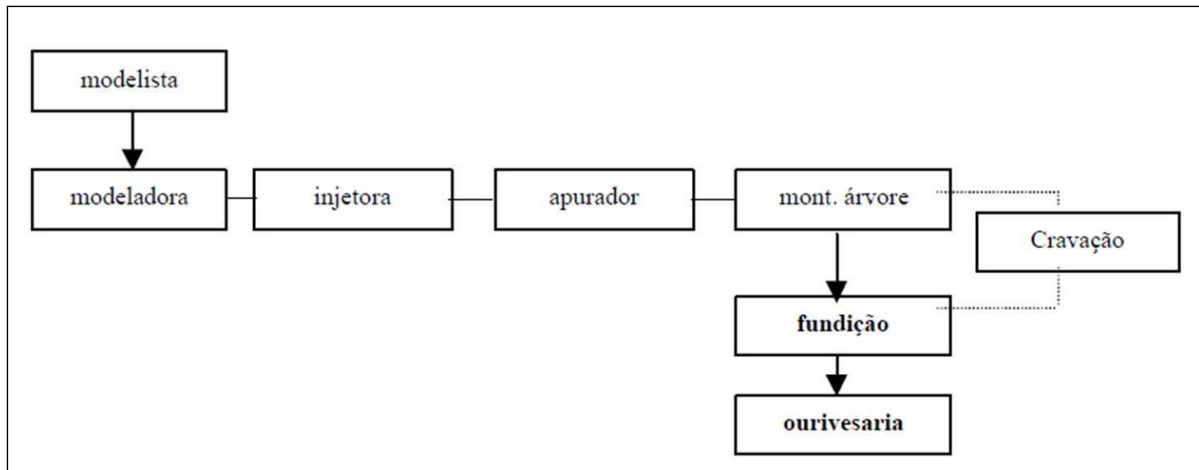 modelista
modeladora
injetora
apurador
mont. árvore
Cravação
fundição
ourivesaria